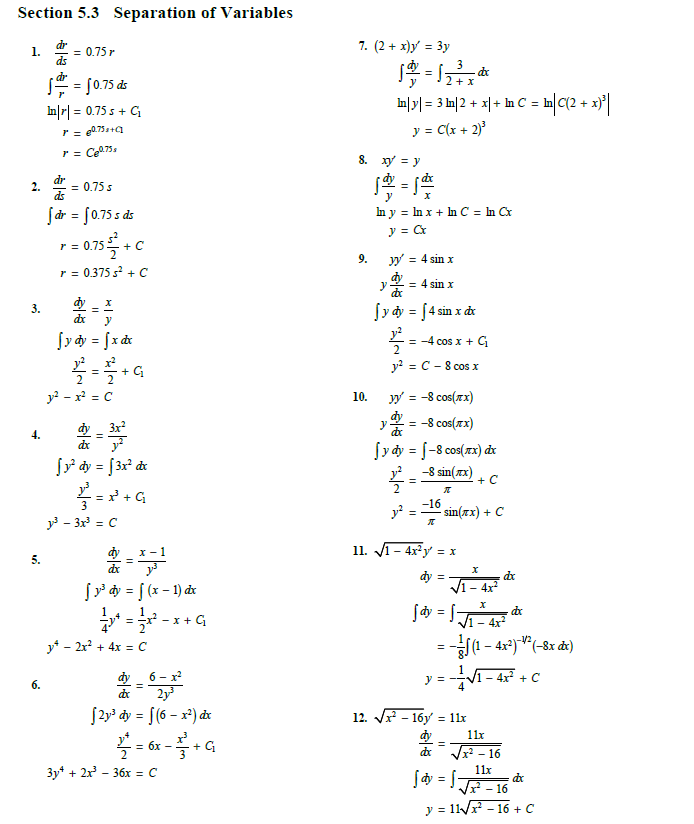 Section 5.3 Separation of Variables
1. dr/ds = 0.75 r
∫ dr/r = ∫ 0.75 ds
ln|r| = 0.75 s + C₁
r = e^(0.75s+C₁)
r = Ce^(0.75s)
2. dr/ds = 0.75 s
∫ dr = ∫ 0.75 s ds
r = 0.75 s²/2 + C
r = 0.375 s² + C
3. dy/dx = x/y
∫ y dy = ∫ x dx
y²/2 = x²/2 + C₁
y² − x² = C
4. dy/dx = 3x²/y²
∫ y² dy = ∫ 3x² dx
y³/3 = x³ + C₁
y³ − 3x³ = C
5. dy/dx = (x − 1)/y³
∫ y³ dy = ∫ (x − 1) dx
1/4 y⁴ = 1/2 x² − x + C₁
y⁴ − 2x² + 4x = C
6. dy/dx = (6 − x²)/(2y³)
∫ 2y³ dy = ∫ (6 − x²) dx
y⁴/2 = 6x − x³/3 + C₁
3y⁴ + 2x³ − 36x = C
7. (2 + x)y′ = 3y
∫ dy/y = ∫ 3/(2 + x) dx
ln|y| = 3 ln|2 + x| + ln C = ln|C(2 + x)³|
y = C(x + 2)³
8. xy′ = y
∫ dy/y = ∫ dx/x
ln y = ln x + ln C = ln Cx
y = Cx
9. yy′ = 4 sin x
y dy/dx = 4 sin x
∫ y dy = ∫ 4 sin x dx
y²/2 = −4 cos x + C₁
y² = C − 8 cos x
10. yy′ = −8 cos(πx)
y dy/dx = −8 cos(πx)
∫ y dy = ∫ −8 cos(πx) dx
y²/2 = −8 sin(πx)/π + C
y² = −16/π sin(πx) + C
11. √(1 − 4x²) y′ = x
dy = x/√(1 − 4x²) dx
∫ dy = ∫ x/√(1 − 4x²) dx
= −1/8 ∫ (1 − 4x²)^(−1/2) (−8x dx)
y = −1/4 √(1 − 4x²) + C
12. √(x² − 16) y′ = 11x
dy/dx = 11x/√(x² − 16)
∫ dy = ∫ 11x/√(x² − 16) dx
y = 11√(x² − 16) + C